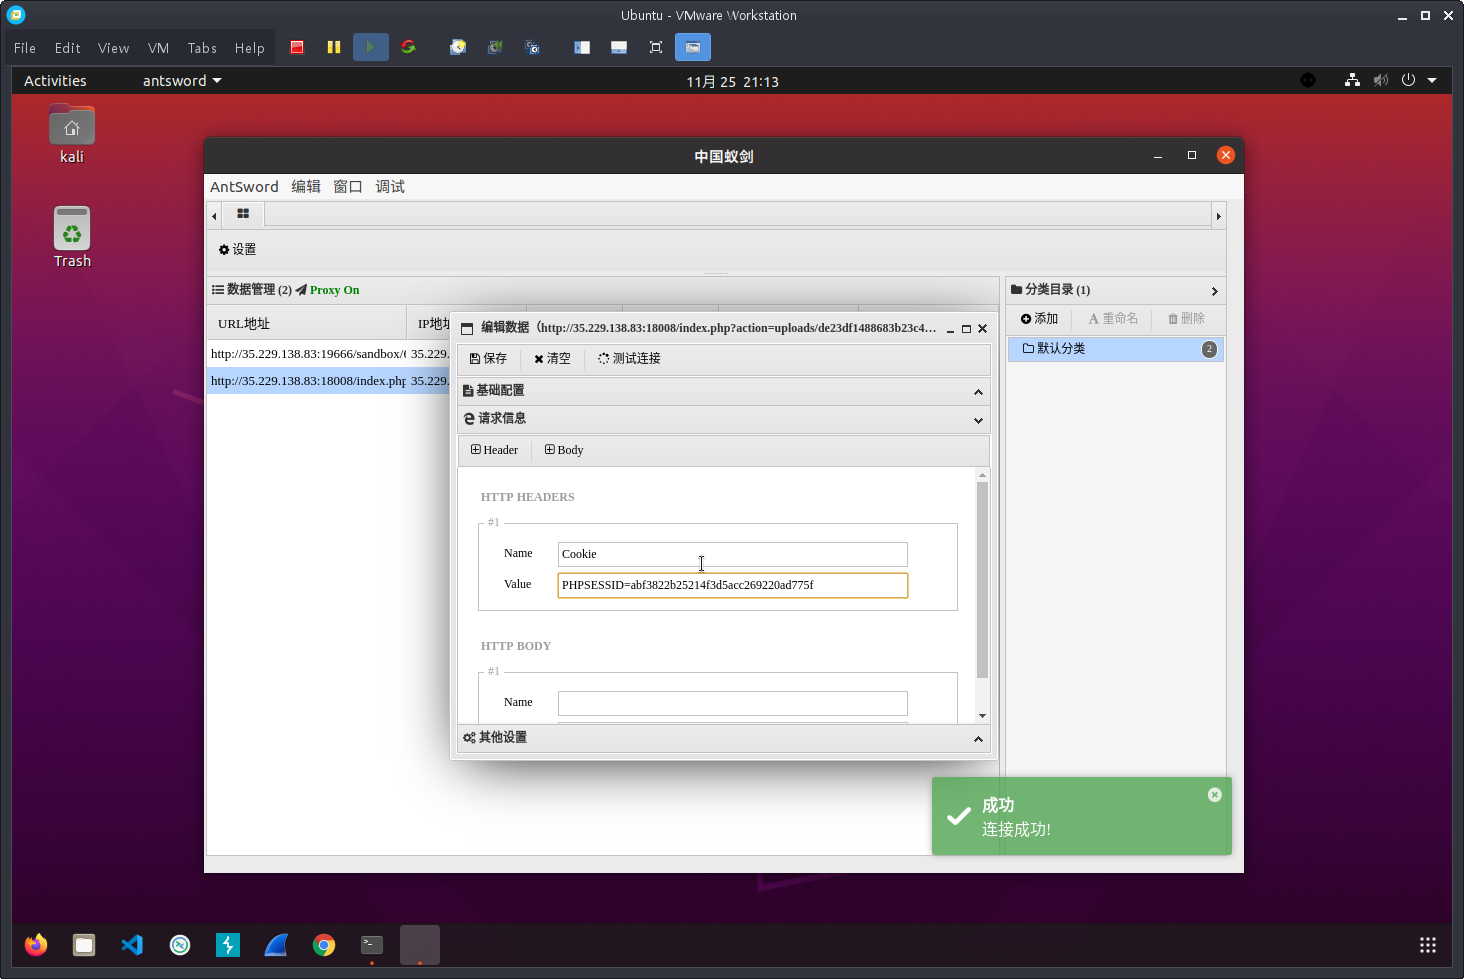 Ubuntu - VMware Workstation
File Edit View VM Tabs Help
Activities antsword 11月 25 21:13
kali
Trash
中国蚁剑
AntSword 编辑 窗口 调试
设置
数据管理 (2) Proxy On
URL地址 IP地
http://35.229.138.83:19666/sandbox/ 35.229.
http://35.229.138.83:18008/index.php 35.229.
分类目录 (1)
添加 重命名 删除
默认分类 2
编辑数据（http://35.229.138.83:18008/index.php?action=uploads/de23df1488683b23c4...
保存 清空 测试连接
基础配置
请求信息
Header Body
HTTP HEADERS
#1
Name Cookie
Value PHPSESSID=abf3822b25214f3d5acc269220ad775f
HTTP BODY
#1
Name
其他设置
成功
连接成功!